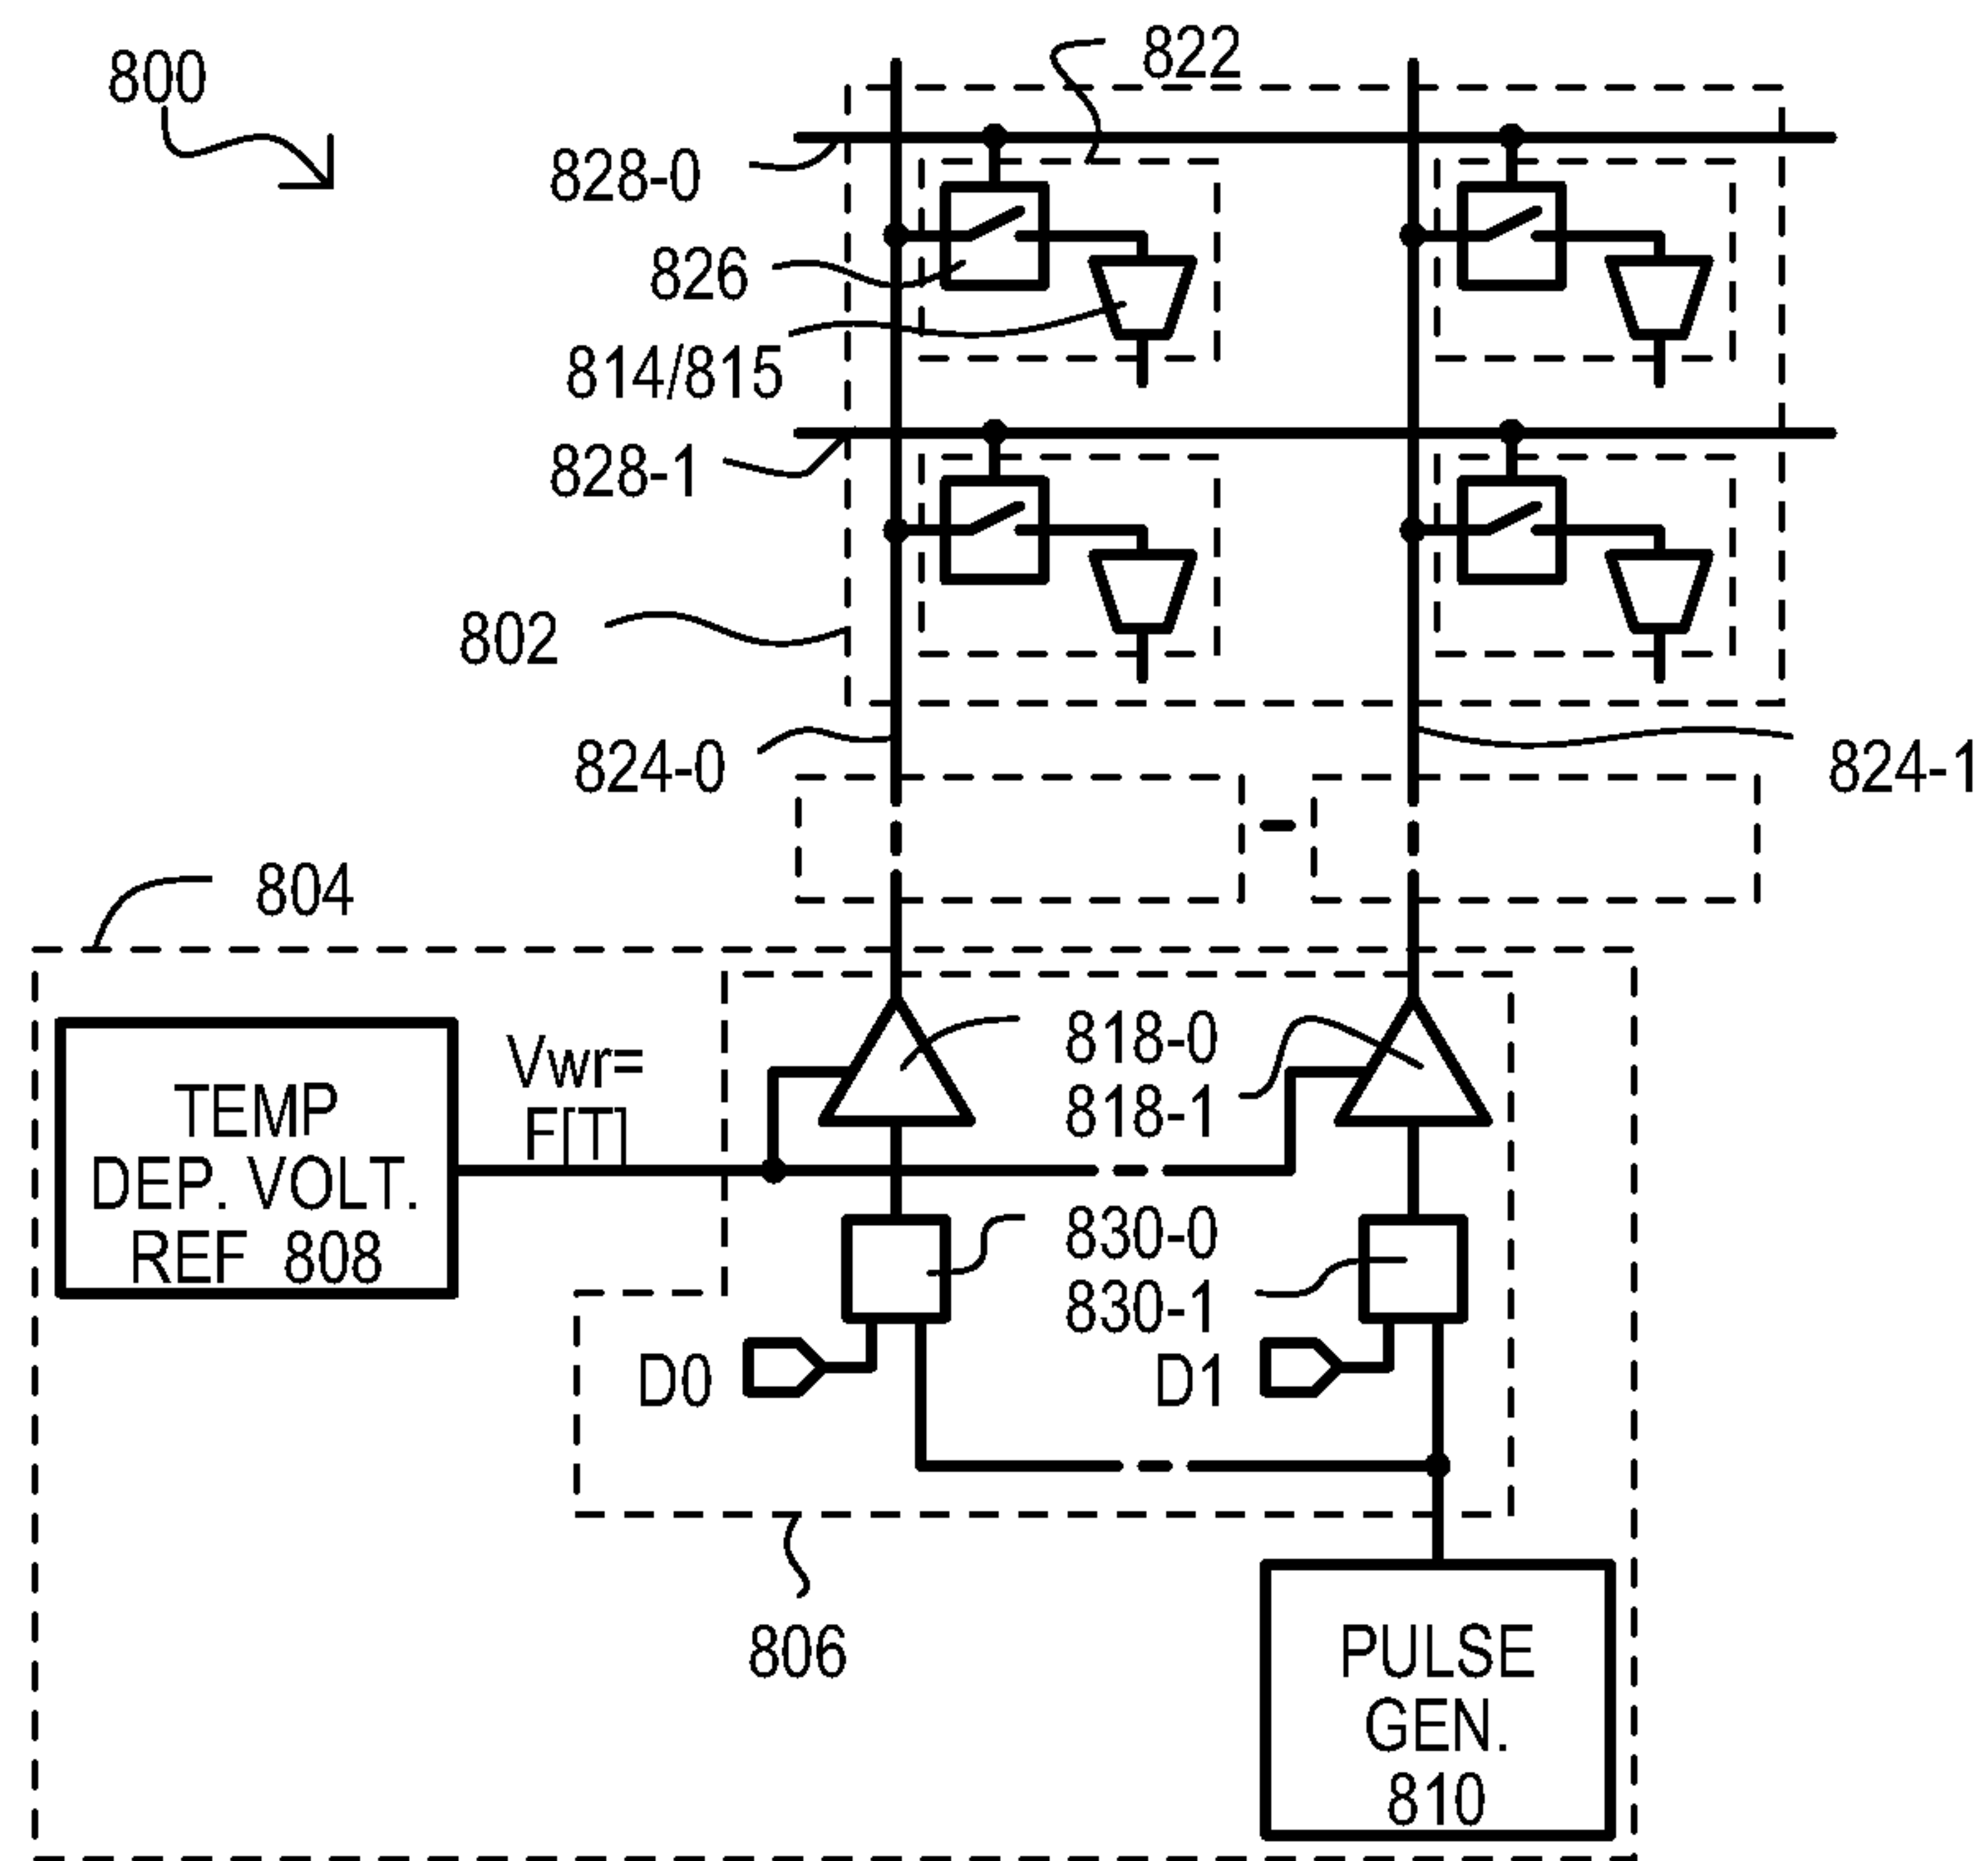 800
822
828-0
826
814/815
828-1
802
824-0
824-1
804
Vwr=
F[T]
TEMP
DEP. VOLT.
REF 808
818-0
818-1
830-0
830-1
D0
D1
806
PULSE
GEN.
810